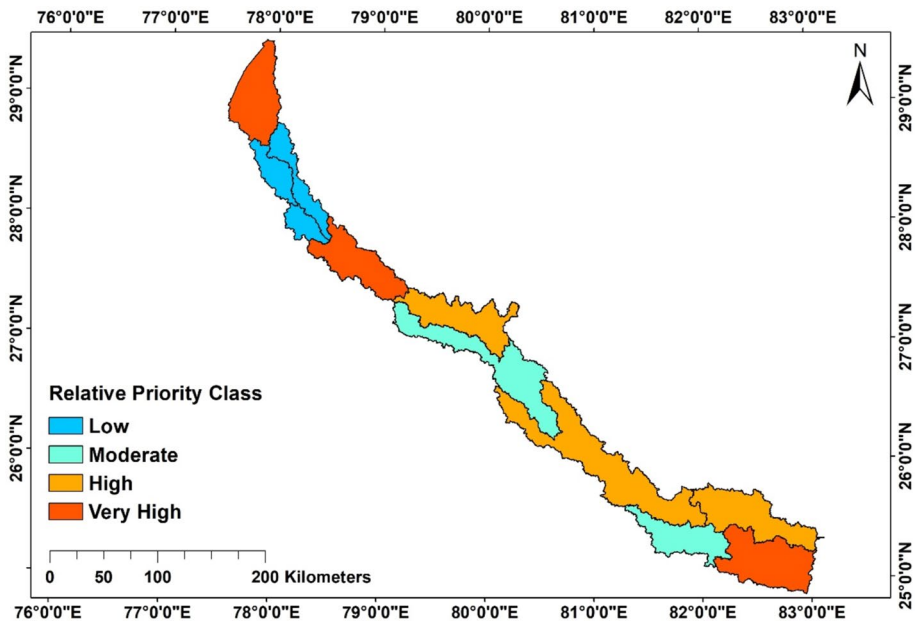 76°0'0"E 77°0'0"E 78°0'0"E 79°0'0"E 80°0'0"E 81°0'0"E 82°0'0"E 83°0'0"E
N
29°0'0"N
28°0'0"N
27°0'0"N
26°0'0"N
29°0'0"N
28°0'0"N
27°0'0"N
26°0'0"N
25°0'0"N
Relative Priority Class
Low
Moderate
High
Very High
0 50 100 200 Kilometers
76°0'0"E 77°0'0"E 78°0'0"E 79°0'0"E 80°0'0"E 81°0'0"E 82°0'0"E 83°0'0"E